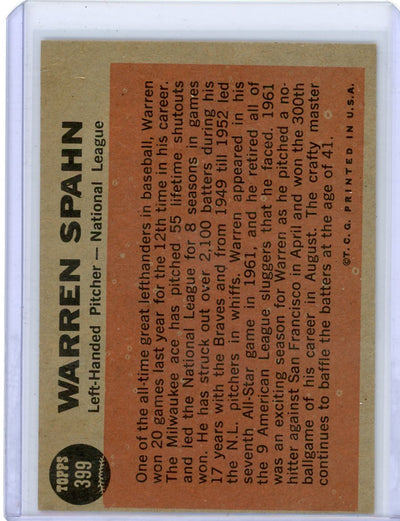 TOPPS
399
WARREN SPAHN
Left-Handed Pitcher — National League
One of the all-time great lefthanders in baseball, Warren
won 20 games last year for the 12th time in his career.
The Milwaukee ace has pitched 55 lifetime shutouts
and led the National League for 8 seasons in games
won. He has struck out over 2,100 batters during his
17 years with the Braves and from 1949 till 1952 led
the N.L. pitchers in whiffs. Warren appeared in his
seventh All-Star game in 1961, and he retired all of
the 9 American League sluggers that he faced. 1961
was an exciting season for Warren as he pitched a no-
hitter against San Francisco in April and won the 300th
ballgame of his career in August. The crafty master
continues to baffle the batters at the age of 41.
©T.C.G. PRINTED IN U.S.A.